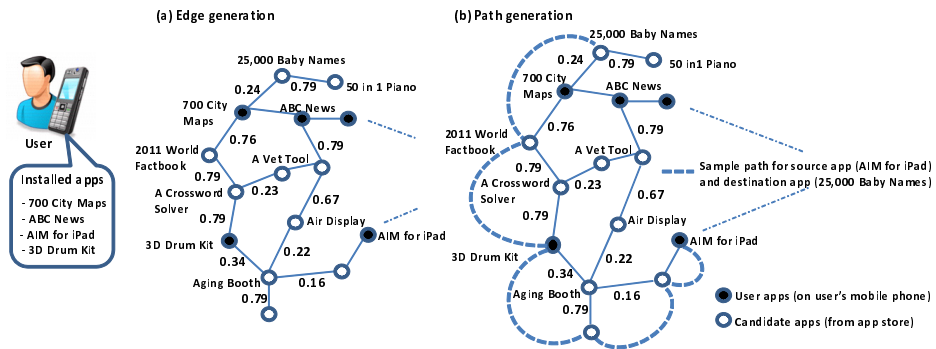 (a) Edge generation
(b) Path generation
User
Installed apps
- 700 City Maps
- ABC News
- AIM for iPad
- 3D Drum Kit
25,000 Baby Names
0.24
0.79
50 in 1 Piano
700 City
Maps
ABC News
0.76
0.79
2011 World
Factbook
A Vet Tool
0.79
0.23
A Crossword
Solver
0.67
0.79
Air Display
3D Drum Kit
AIM for iPad
0.34
0.22
Aging Booth
0.16
0.79
25,000 Baby Names
0.24
0.79
50 in1 Piano
700 City
Maps
ABC News
0.76
0.79
2011 World
Factbook
A Vet Tool
0.79
0.23
A Crossword
Solver
0.67
0.79
Air Display
3D Drum Kit
AIM for iPad
0.34
0.22
Aging Booth
0.16
0.79
Sample path for source app (AIM for iPad)
and destination app (25,000 Baby Names)
User apps (on user's mobile phone)
Candidate apps (from app store)